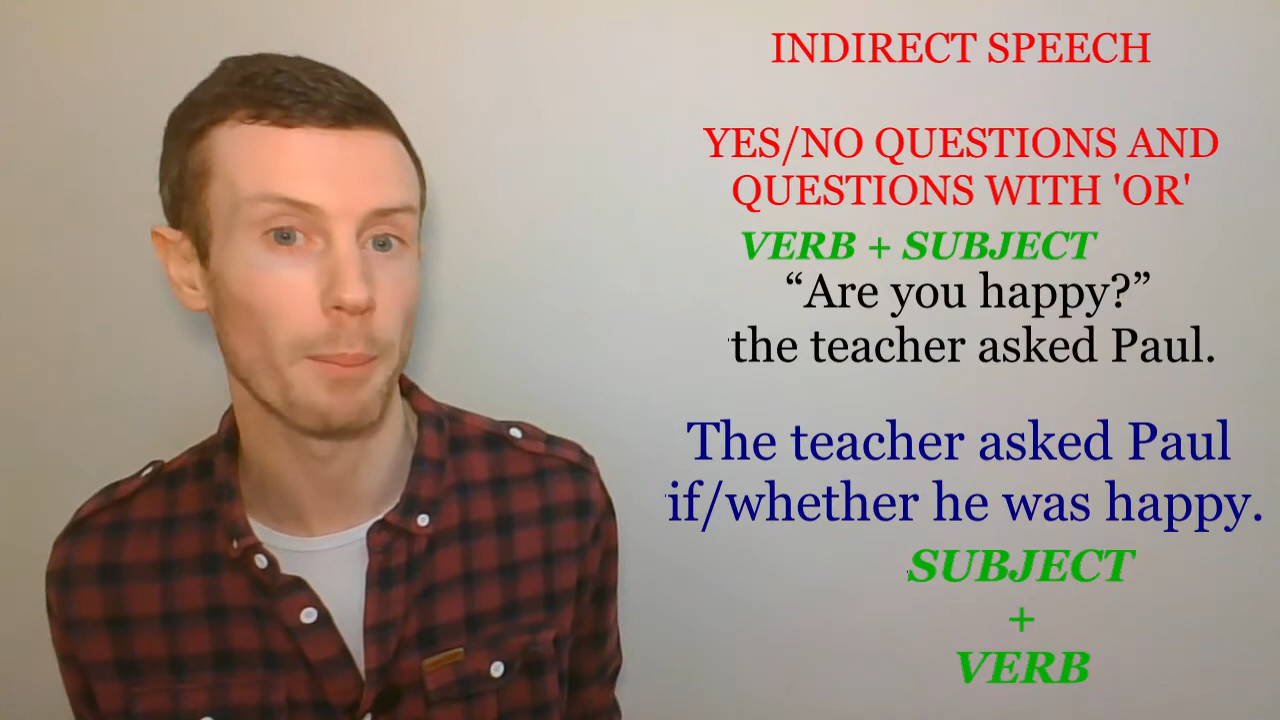 INDIRECT SPEECH
YES/NO QUESTIONS AND
QUESTIONS WITH 'OR'
VERB + SUBJECT
“Are you happy?”
the teacher asked Paul.
The teacher asked Paul
if/whether he was happy.
SUBJECT
+
VERB